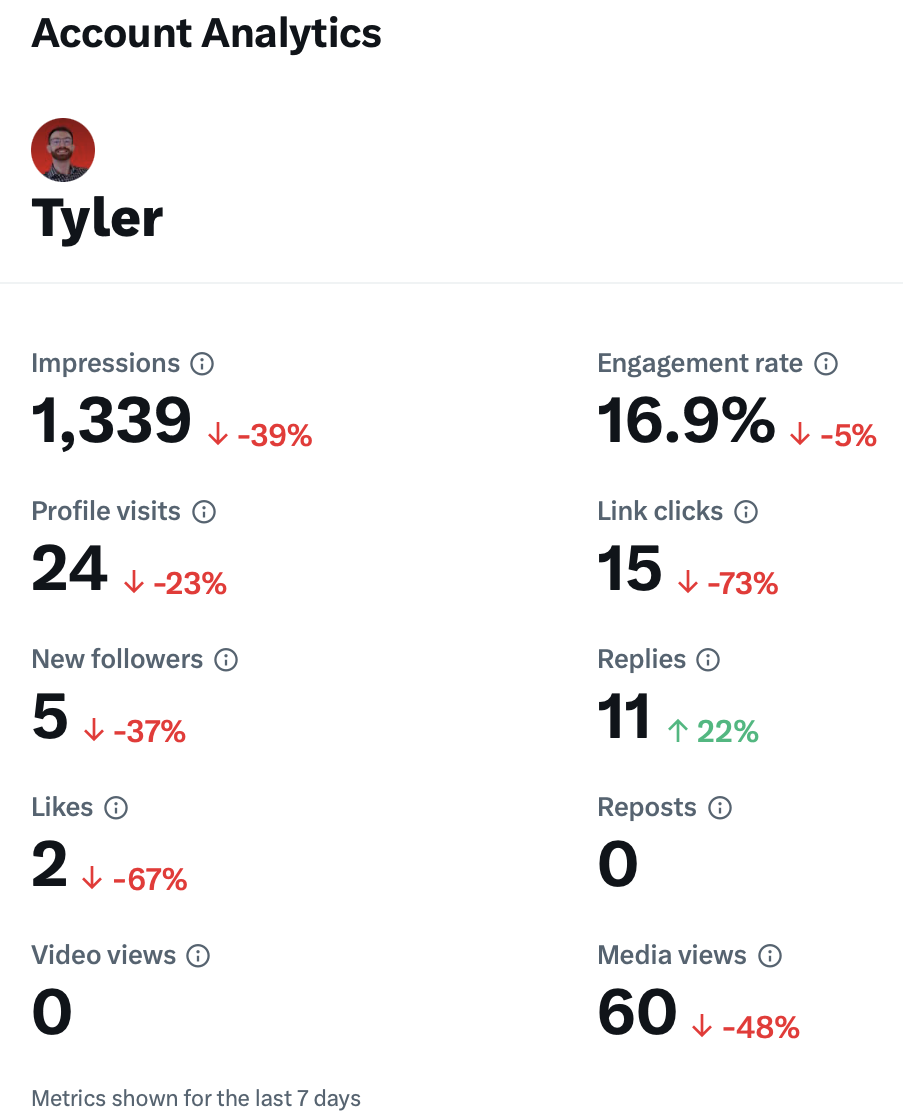 Account Analytics
Tyler
Impressions
Engagement rate
1,339 ↓ -39%
16.9% ↓ -5%
Profile visits
Link clicks
24 ↓ -23%
15 ↓ -73%
New followers
Replies
5 ↓ -37%
11 ↑ 22%
Likes
Reposts
2 ↓ -67%
0
Video views
Media views
0
60 ↓ -48%
Metrics shown for the last 7 days